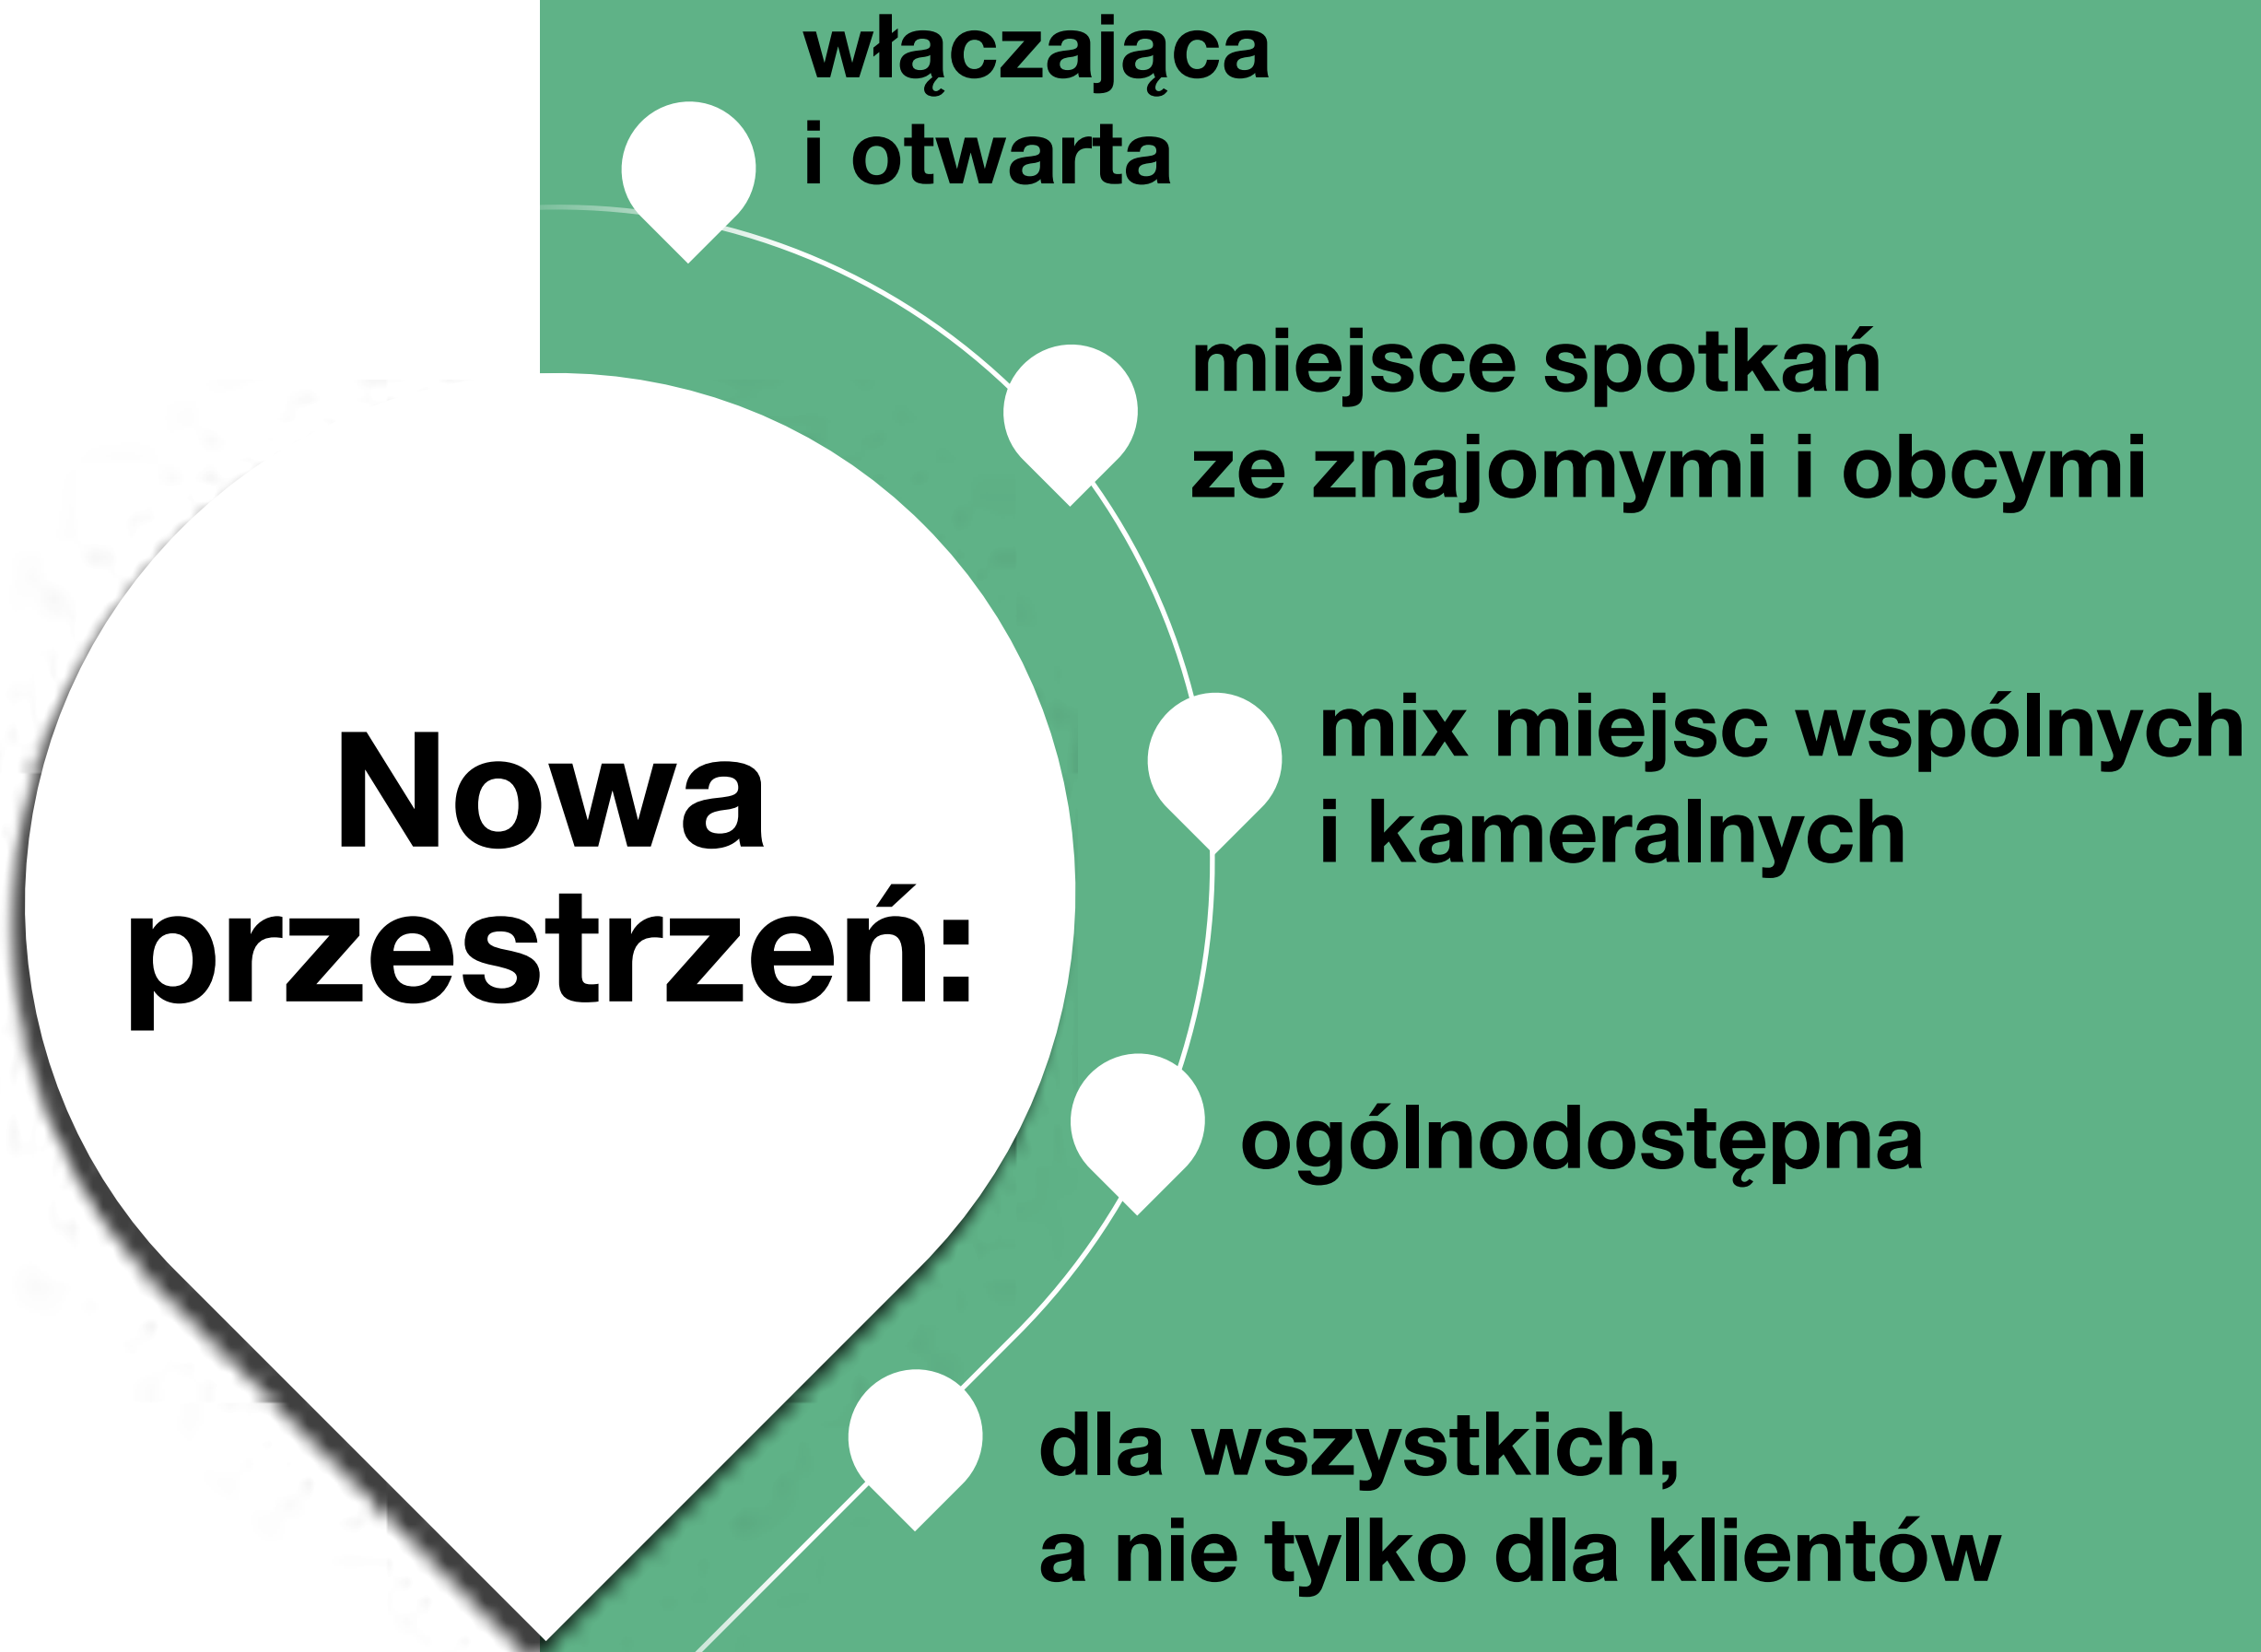 Nowa
przestrzeń:
włączająca
i otwarta
miejsce spotkań
ze znajomymi i obcymi
mix miejsc wspólnych
i kameralnych
ogólnodostępna
dla wszystkich,
a nie tylko dla klientów